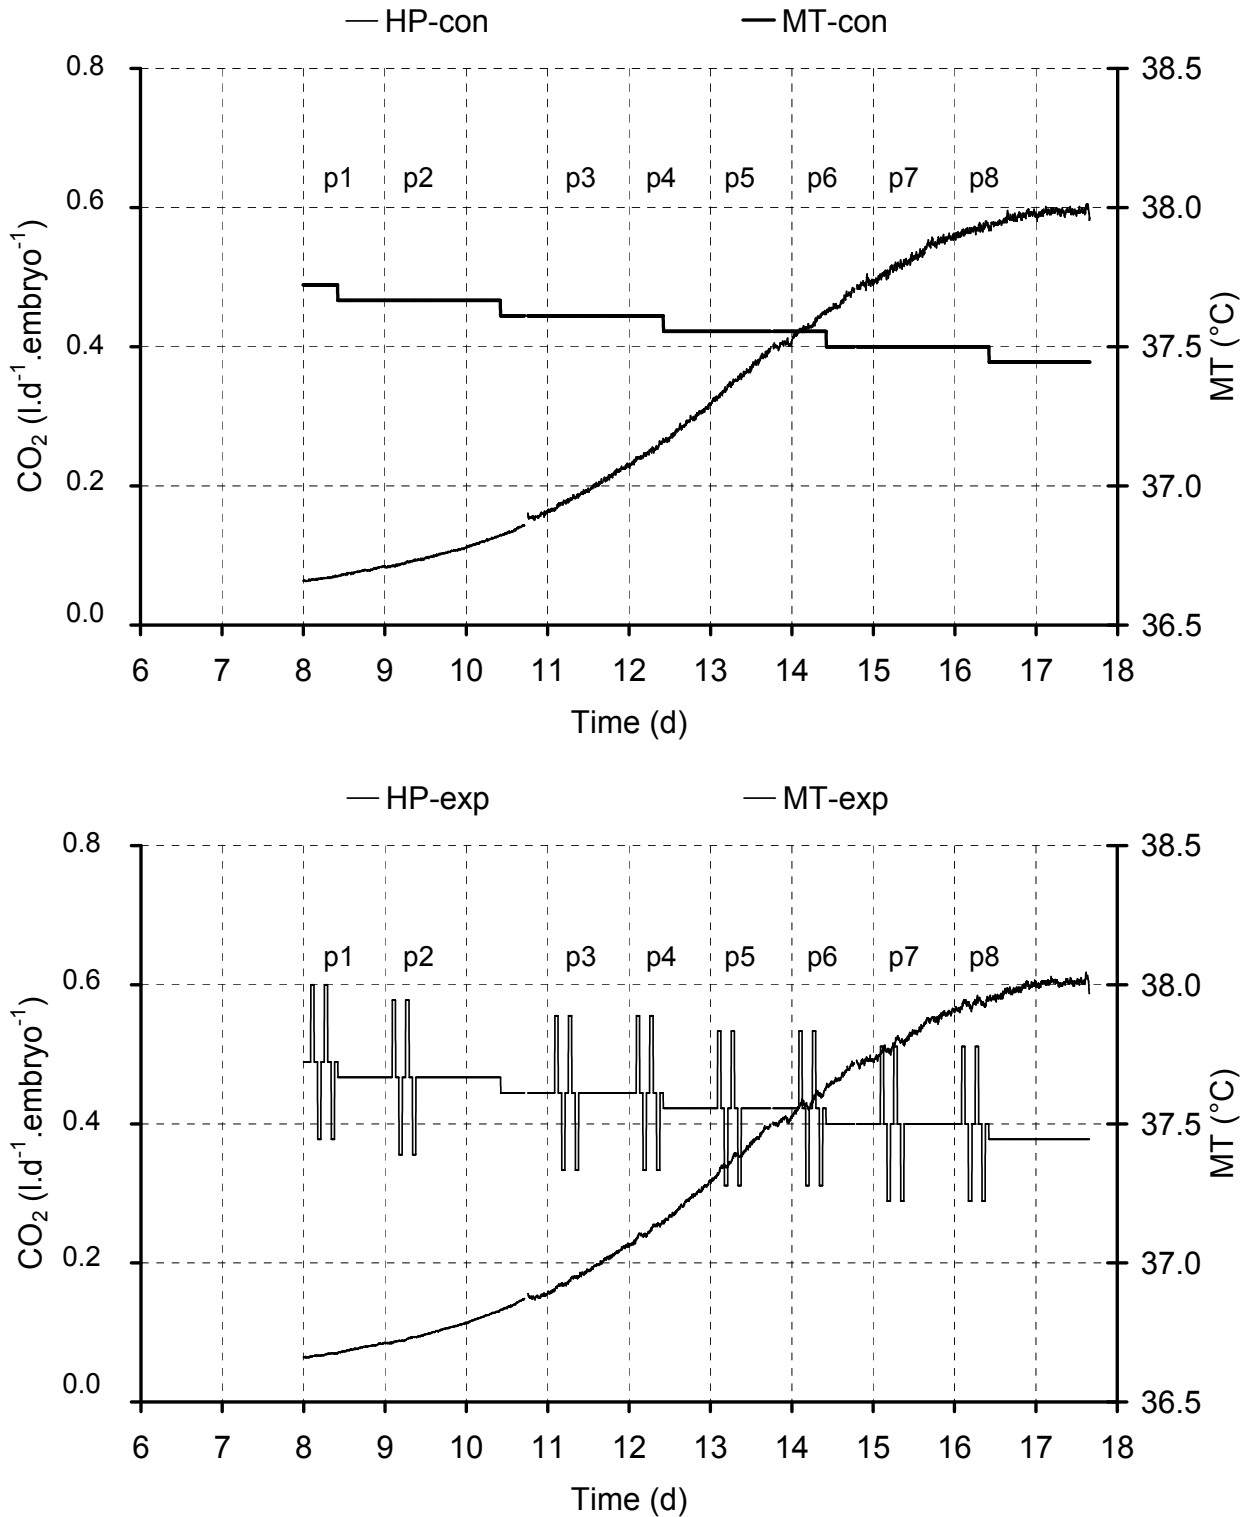 HP-con MT-con
0.8 38.5
p1 p2 p3 p4 p5 p6 p7 p8
0.6 38.0
0.4 37.5
0.2 37.0
0.0 36.5
CO₂ (l.d⁻¹.embryo⁻¹)
MT (°C)
6 7 8 9 10 11 12 13 14 15 16 17 18
Time (d)
HP-exp MT-exp
0.8 38.5
p1 p2 p3 p4 p5 p6 p7 p8
0.6 38.0
0.4 37.5
0.2 37.0
0.0 36.5
CO₂ (l.d⁻¹.embryo⁻¹)
MT (°C)
6 7 8 9 10 11 12 13 14 15 16 17 18
Time (d)